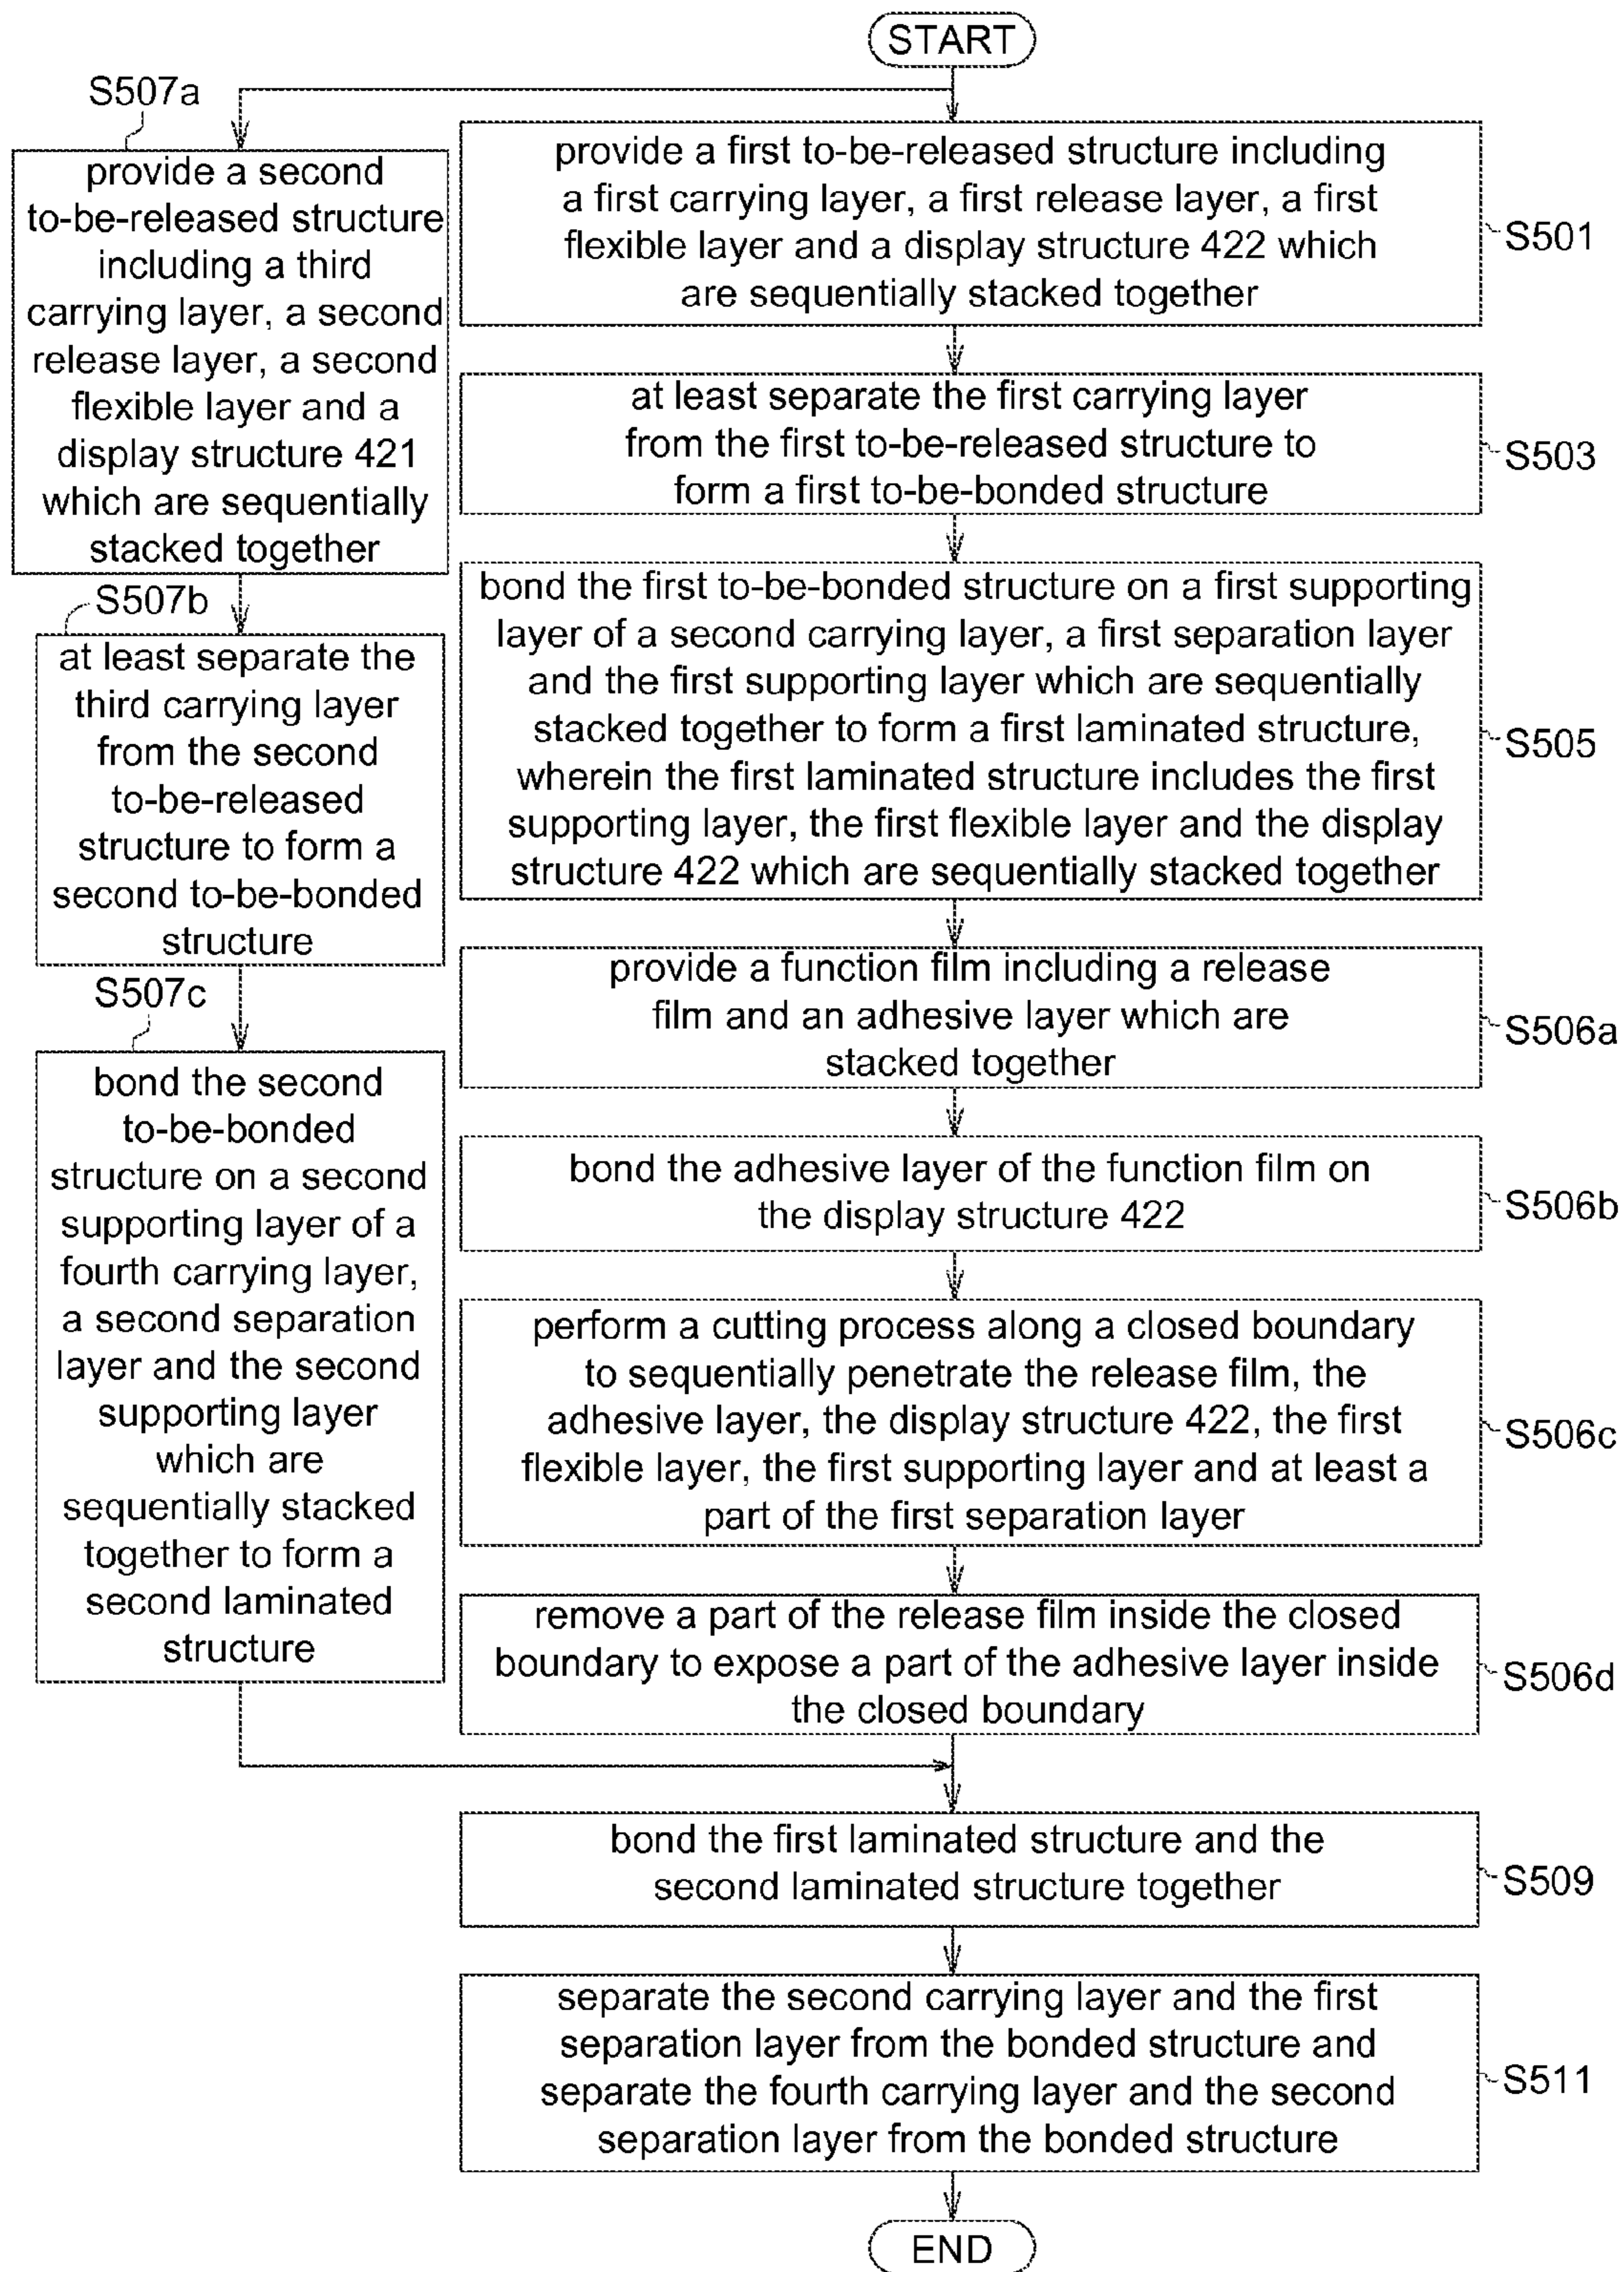 START
S507a
provide a second
to-be-released structure
including a third
carrying layer, a second
release layer, a second
flexible layer and a
display structure 421
which are sequentially
stacked together
S507b
at least separate the
third carrying layer
from the second
to-be-released
structure to form a
second to-be-bonded
structure
S507c
bond the second
to-be-bonded
structure on a second
supporting layer of a
fourth carrying layer,
a second separation
layer and the second
supporting layer
which are
sequentially stacked
together to form a
second laminated
structure
provide a first to-be-released structure including
a first carrying layer, a first release layer, a first
flexible layer and a display structure 422 which
are sequentially stacked together
S501
at least separate the first carrying layer
from the first to-be-released structure to
form a first to-be-bonded structure
S503
bond the first to-be-bonded structure on a first supporting
layer of a second carrying layer, a first separation layer
and the first supporting layer which are sequentially
stacked together to form a first laminated structure,
wherein the first laminated structure includes the first
supporting layer, the first flexible layer and the display
structure 422 which are sequentially stacked together
S505
provide a function film including a release
film and an adhesive layer which are
stacked together
S506a
bond the adhesive layer of the function film on
the display structure 422
S506b
perform a cutting process along a closed boundary
to sequentially penetrate the release film, the
adhesive layer, the display structure 422, the first
flexible layer, the first supporting layer and at least a
part of the first separation layer
S506c
remove a part of the release film inside the closed
boundary to expose a part of the adhesive layer inside
the closed boundary
S506d
bond the first laminated structure and the
second laminated structure together
S509
separate the second carrying layer and the first
separation layer from the bonded structure and
separate the fourth carrying layer and the second
separation layer from the bonded structure
S511
END